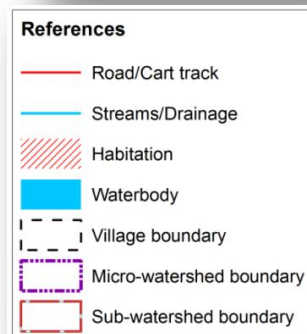 References
Road/Cart track
Streams/Drainage
Habitation
Waterbody
Village boundary
Micro-watershed boundary
Sub-watershed boundary